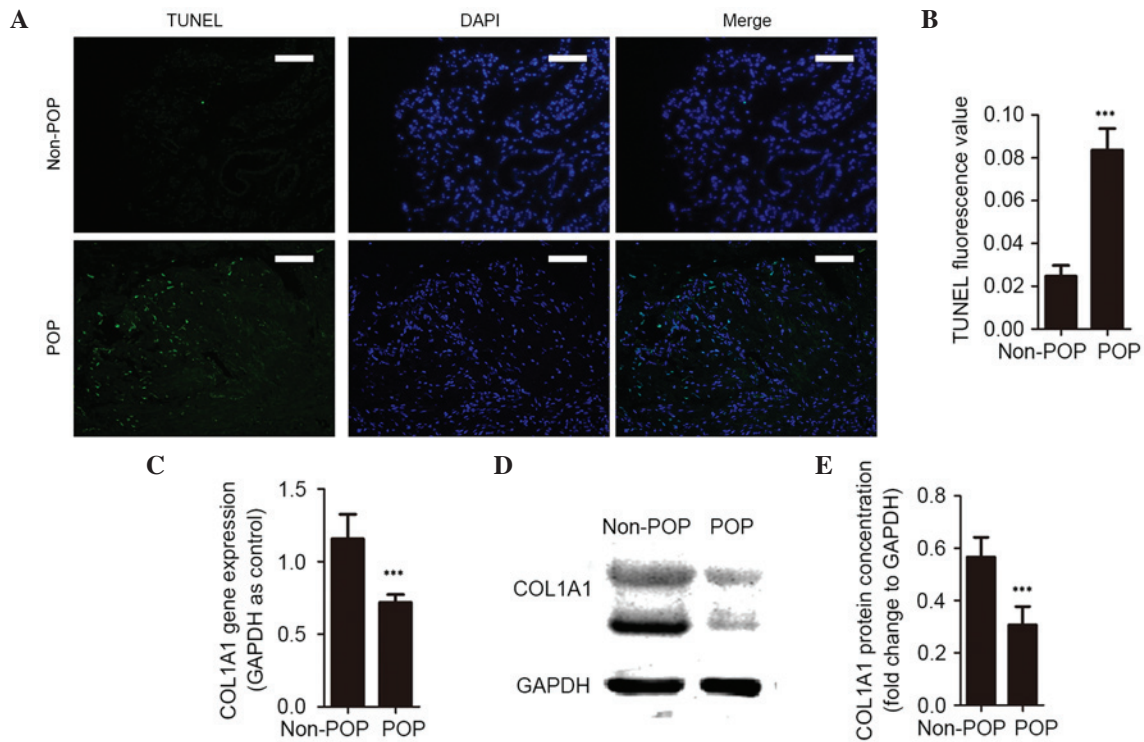 A
TUNEL
DAPI
Merge
Non-POP
POP
B
TUNEL fluorescence value
0.10
0.08
0.06
0.04
0.02
0.00
***
Non-POP
POP
C
COL1A1 gene expression
(GAPDH as control)
1.5
1.0
0.5
0.0
***
Non-POP
POP
D
Non-POP
POP
COL1A1
GAPDH
E
COL1A1 protein concentration
(fold change to GAPDH)
0.8
0.6
0.4
0.2
0.0
***
Non-POP
POP